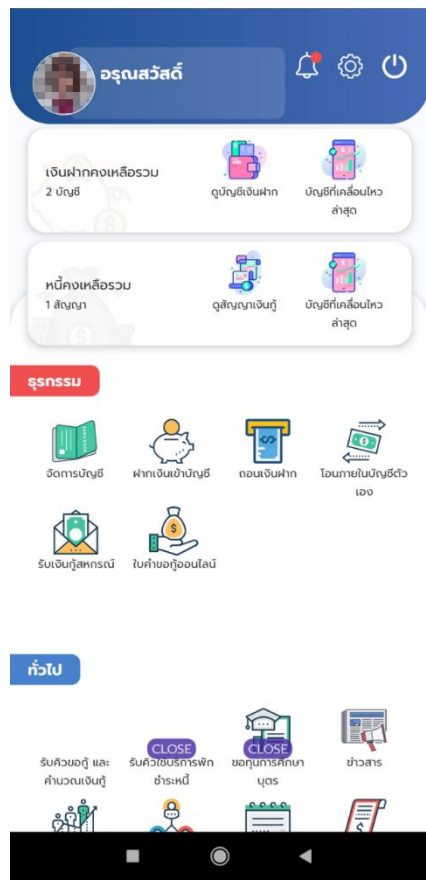 อรุณสวัสดิ์
เงินฝากคงเหลือรวม
2 บัญชี
ดูบัญชีเงินฝาก
บัญชีที่เคลื่อนไหว
ล่าสุด
หนี้คงเหลือรวม
1 สัญญา
ดูสัญญาเงินกู้
บัญชีที่เคลื่อนไหว
ล่าสุด
ธุรกรรม
จัดการบัญชี
ฝากเงินเข้าบัญชี
ถอนเงินฝาก
โอนภายในบัญชีตัว
เอง
รับเงินกู้สหกรณ์
ใบคำขอกู้ออนไลน์
ทั่วไป
รับคิวขอกู้ และ
คำนวณเงินกู้
CLOSE
รับคิวใช้บริการพัก
ชำระหนี้
CLOSE
ขอทุนการศึกษา
บุตร
ข่าวสาร